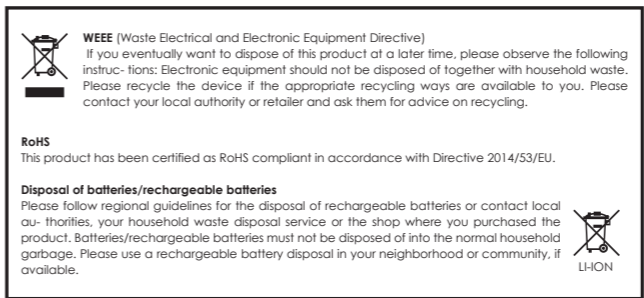 WEEE (Waste Electrical and Electronic Equipment Directive)
If you eventually want to dispose of this product at a later time, please observe the following
instruc- tions: Electronic equipment should not be disposed of together with household waste.
Please recycle the device if the appropriate recycling ways are available to you. Please
contact your local authority or retailer and ask them for advice on recycling.
RoHS
This product has been certified as RoHS compliant in accordance with Directive 2014/53/EU.
Disposal of batteries/rechargeable batteries
Please follow regional guidelines for the disposal of rechargeable batteries or contact local
au- thorities, your household waste disposal service or the shop where you purchased the
product. Batteries/rechargeable batteries must not be disposed of into the normal household
garbage. Please use a rechargeable battery disposal in your neighborhood or community, if
available.
LI-ION